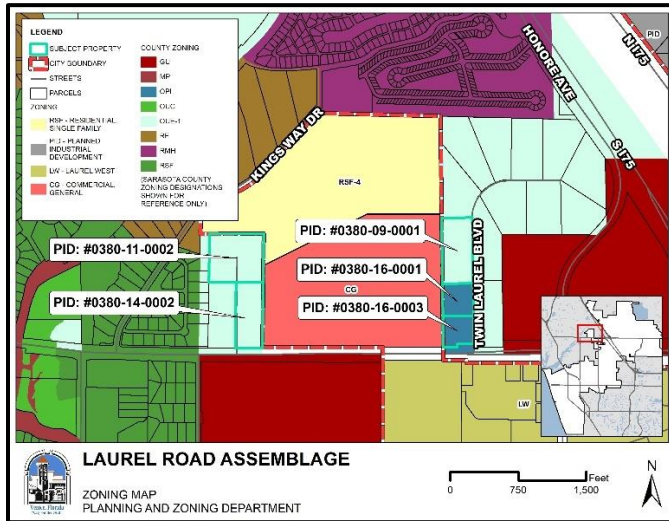 LEGEND
SUBJECT PROPERTY
CITY BOUNDARY
STREETS
PARCELS
ZONING
RSF - RESIDENTIAL SINGLE FAMILY
PID - PLANNED INDUSTRIAL DEVELOPMENT
LW - LAUREL WEST
CG - COMMERCIAL, GENERAL
COUNTY ZONING
GU
MP
OPI
OUC
OUE-1
RE
RMH
RSF
(SARASOTA COUNTY
ZONING DESIGNATIONS
SHOWN FOR
REFERENCE ONLY)
PID
N I75
HONORE AVE
S I75
KINGS WAY DR
RSF-4
PID: #0380-09-0001
PID: #0380-11-0002
PID: #0380-16-0001
CG
PID: #0380-14-0002
PID: #0380-16-0003
TWIN LAUREL BLVD
LW
LAUREL ROAD ASSEMBLAGE
ZONING MAP
PLANNING AND ZONING DEPARTMENT
Venice, Florida
Feet
0 750 1,500
N